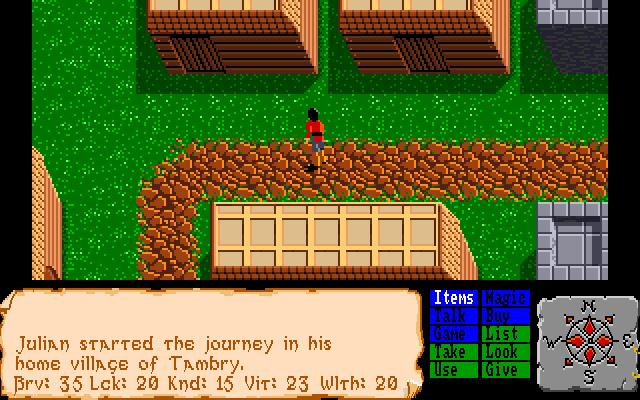 Julian started the journey in his
home village of Tambry.
Brv: 35 Lck: 20 Knd: 15 Vit: 23 Wlth: 20
Items Magic
Talk Buy
Game List
Take Look
Use Give
N
W E
S